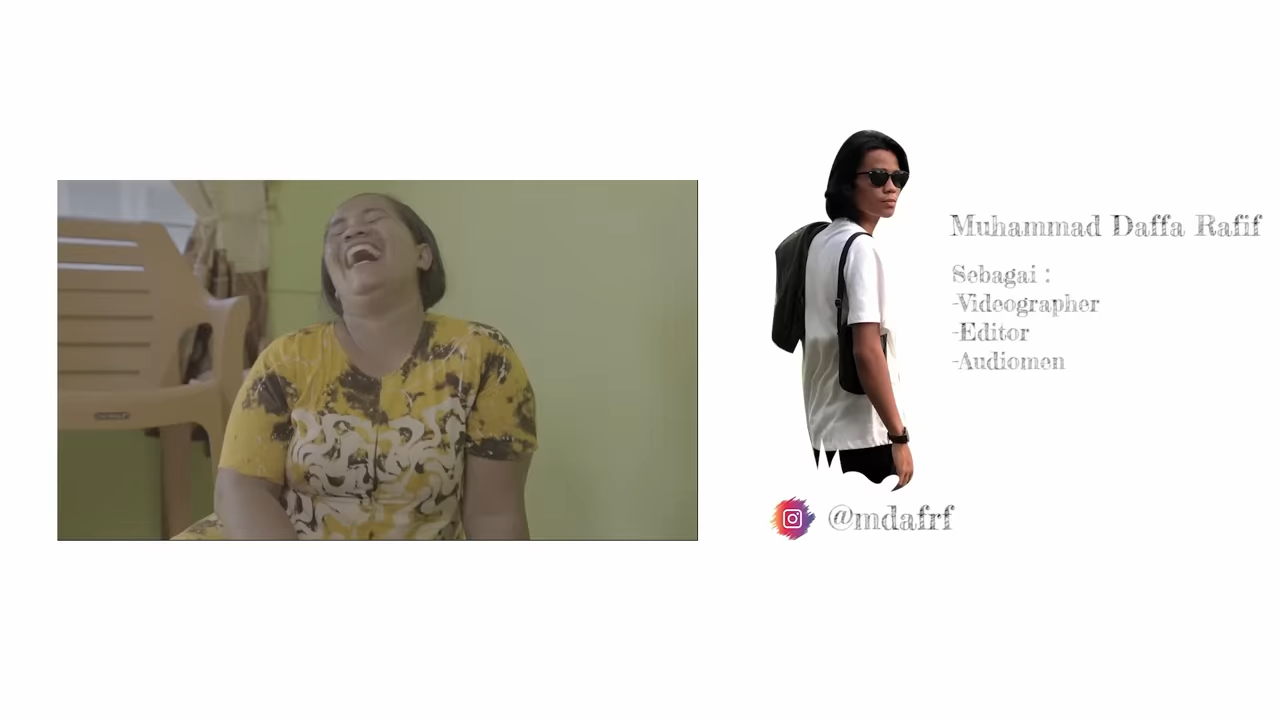 Muhammad Daffa Rafif
Sebagai :
-Videographer
-Editor
-Audiomen
@mdafrf